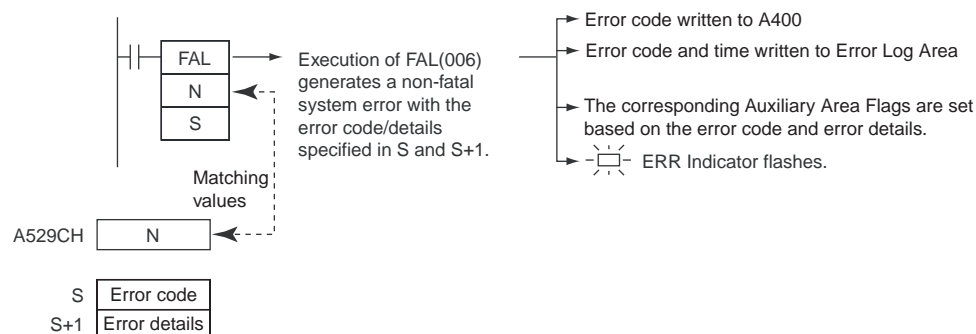 FAL
N
S
Execution of FAL(006)
generates a non-fatal
system error with the
error code/details
specified in S and S+1.
Error code written to A400
Error code and time written to Error Log Area
The corresponding Auxiliary Area Flags are set
based on the error code and error details.
ERR Indicator flashes.
Matching
values
A529CH N
S Error code
S+1 Error details